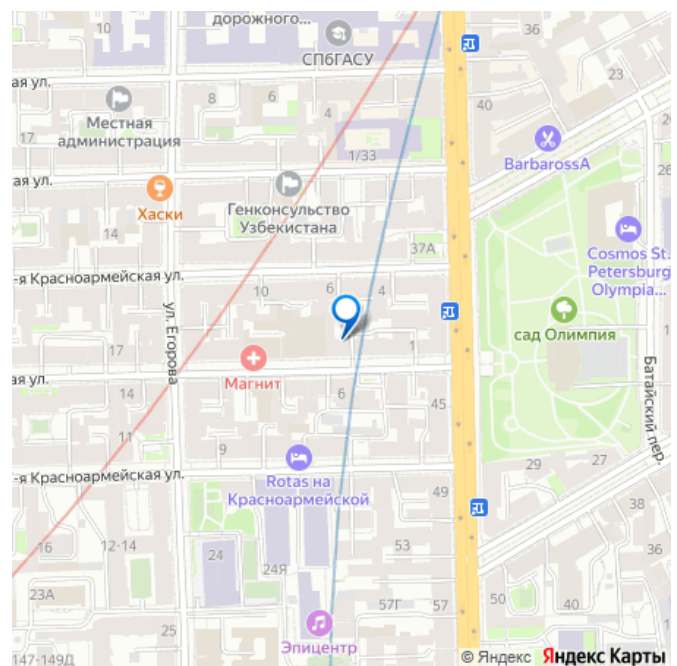 дорожного...
СПбГАСУ
23
ая ул.
8
6
40
Местная
администрация
17
1/33
BarbarossA
26
ая ул.
Хаски
Генконсульство
Узбекистана
14
37А
Cosmos St.
Petersburg
Olympia...
-я Красноармейская ул.
10
6
4
ул. Егорова
сад Олимпия
17
1
Магнит
ая ул.
14
6
45
Батайский пер.
11
9
29
27
-я Красноармейская ул.
Rotas на
Красноармейской
49
36
38
16
12-14
24
53
36
23А
24Я
57Г
57
50
40
25
Эпицентр
38
147-149Д
© Яндекс Яндекс Карты